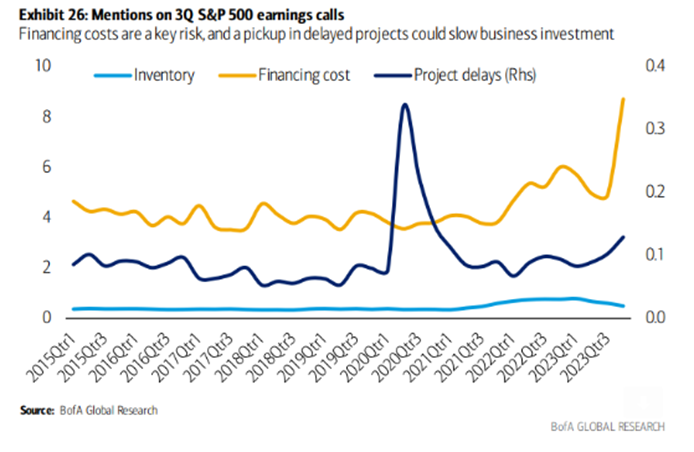 Exhibit 26: Mentions on 3Q S&P 500 earnings calls
Financing costs are a key risk, and a pickup in delayed projects could slow business investment
10
0.4
Inventory
Financing cost
Project delays (Rhs)
8
0.3
6
0.2
4
0.1
2
0
0.0
2015Qtr1
2015Qtr3
2016Qtr1
2016Qtr3
2017Qtr1
2017Qtr3
2018Qtr1
2018Qtr3
2019Qtr1
2019Qtr3
2020Qtr1
2020Qtr3
2021Qtr1
2021Qtr3
2022Qtr1
2022Qtr3
2023Qtr1
2023Qtr3
Source: BofA Global Research
BofA GLOBAL RESEARCH